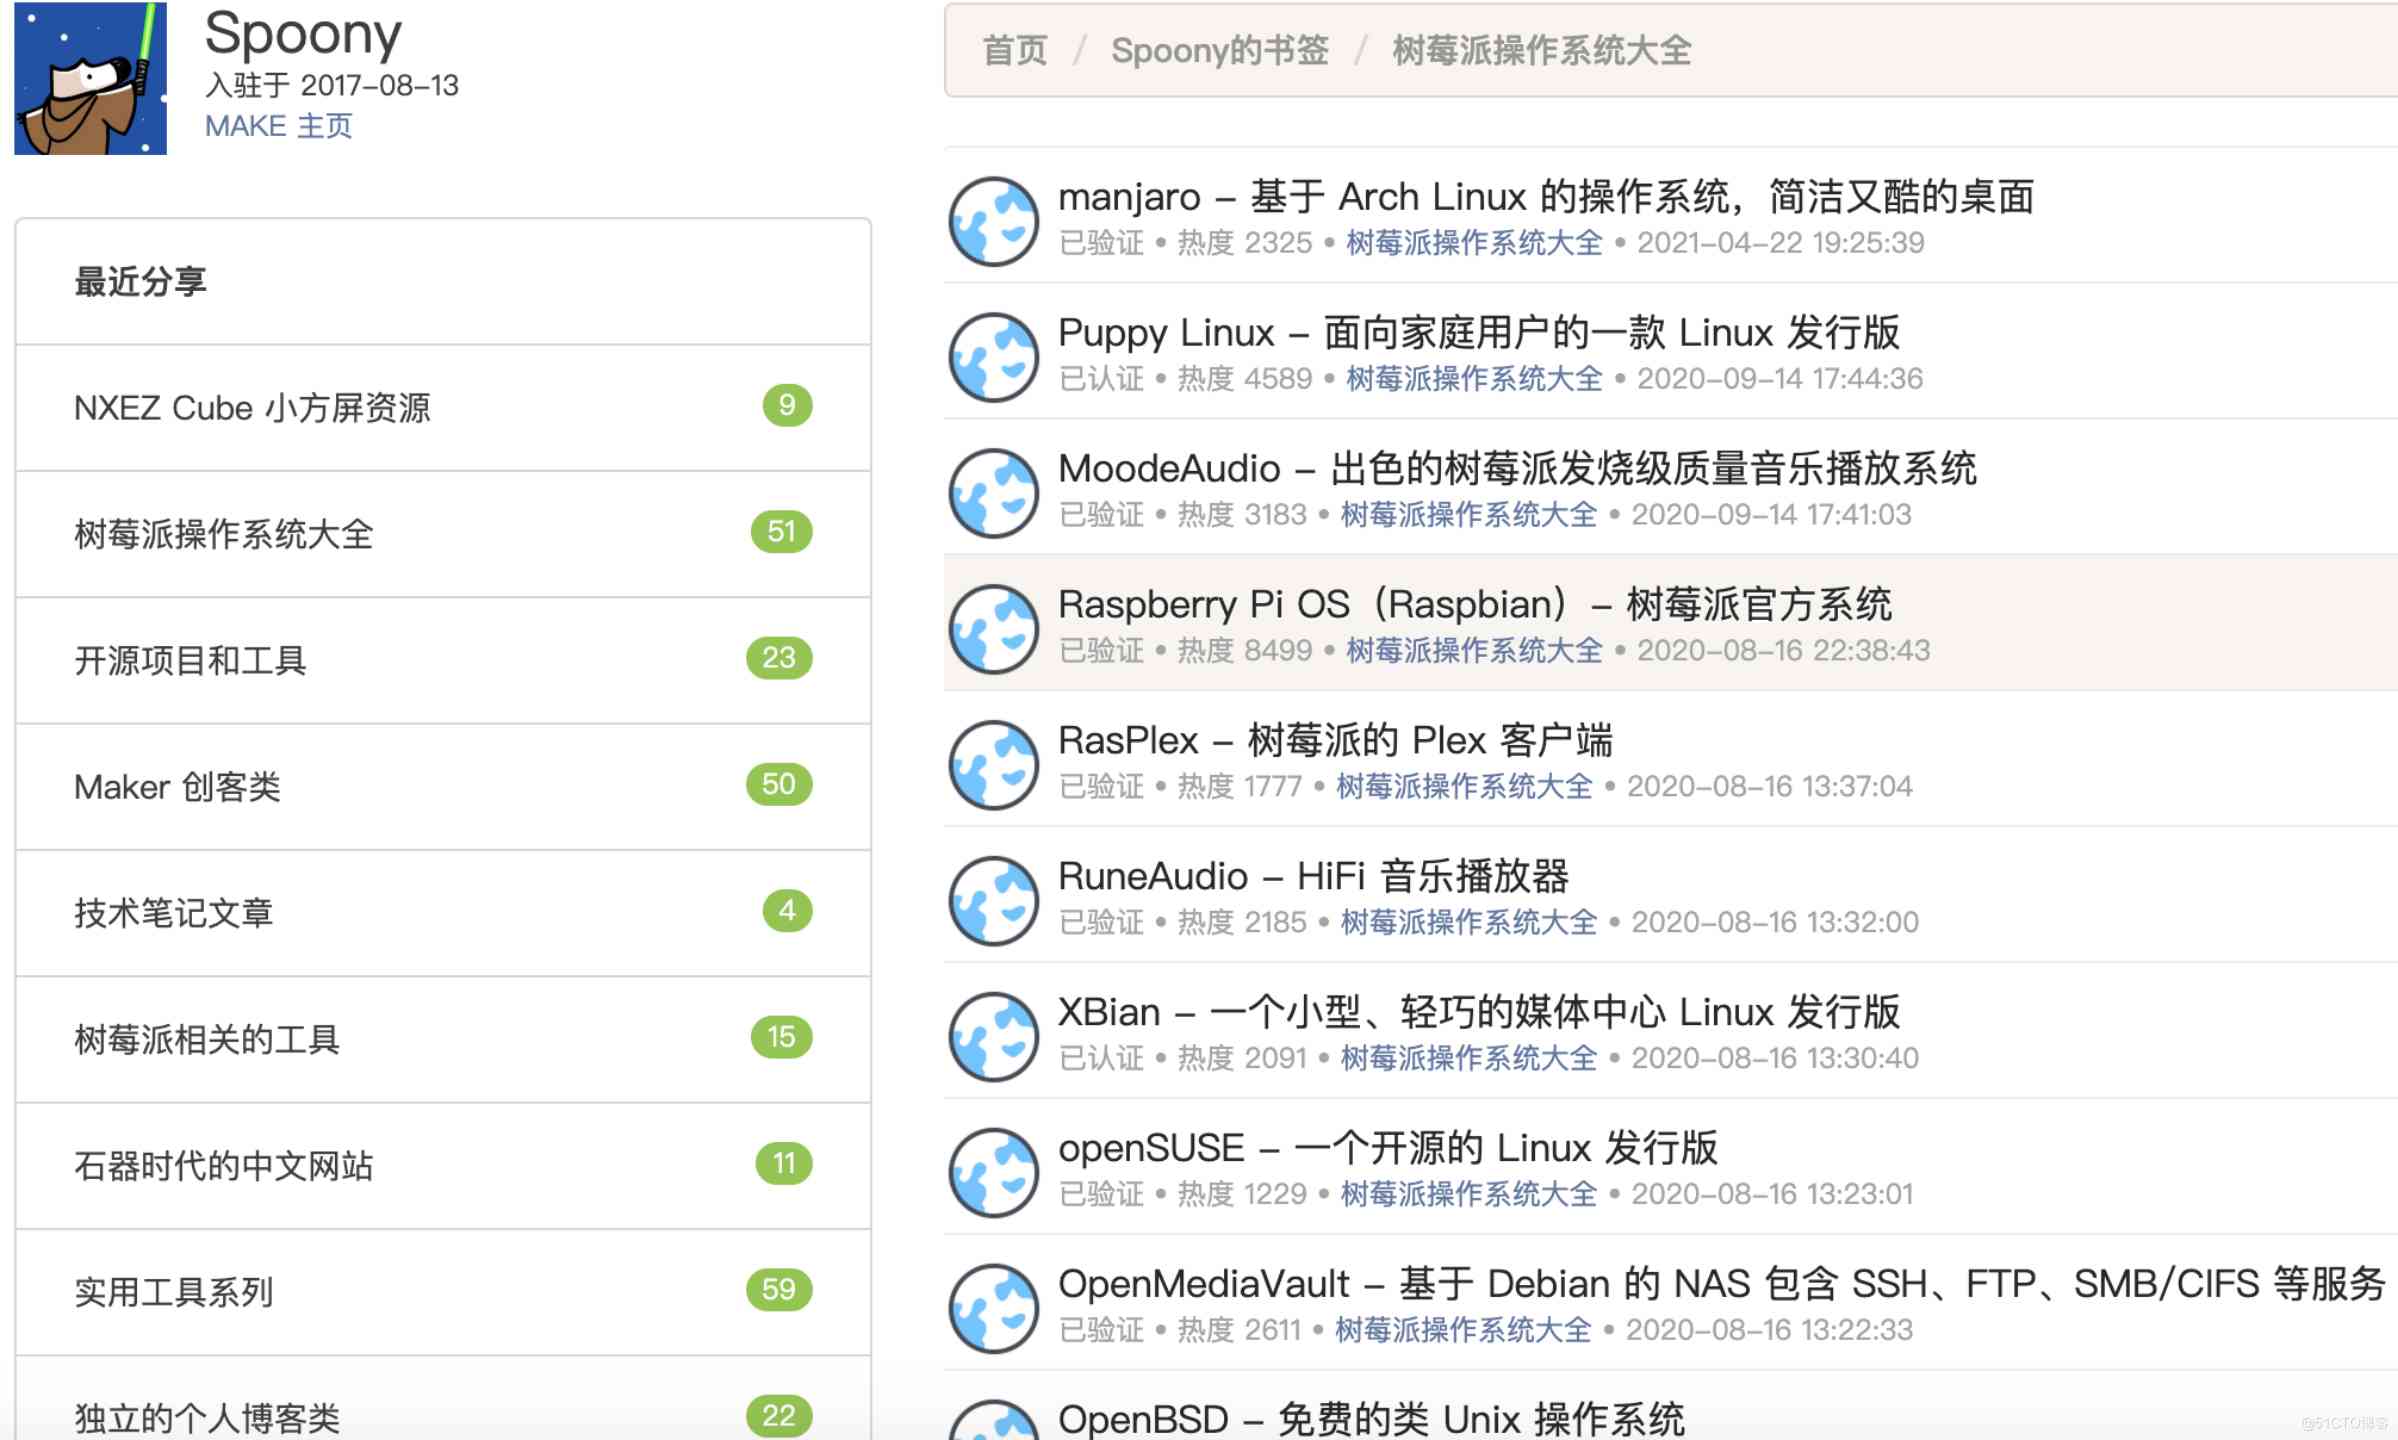 Spoony
入驻于 2017-08-13
MAKE 主页
最近分享
NXEZ Cube 小方屏资源 9
树莓派操作系统大全 51
开源项目和工具 23
Maker 创客类 50
技术笔记文章 4
树莓派相关的工具 15
石器时代的中文网站 11
实用工具系列 59
独立的个人博客类 22
首页 / Spoony的书签 / 树莓派操作系统大全
manjaro – 基于 Arch Linux 的操作系统，简洁又酷的桌面
已验证 • 热度 2325 • 树莓派操作系统大全 • 2021-04-22 19:25:39
Puppy Linux – 面向家庭用户的一款 Linux 发行版
已认证 • 热度 4589 • 树莓派操作系统大全 • 2020-09-14 17:44:36
MoodeAudio – 出色的树莓派发烧级质量音乐播放系统
已验证 • 热度 3183 • 树莓派操作系统大全 • 2020-09-14 17:41:03
Raspberry Pi OS（Raspbian）– 树莓派官方系统
已验证 • 热度 8499 • 树莓派操作系统大全 • 2020-08-16 22:38:43
RasPlex – 树莓派的 Plex 客户端
已验证 • 热度 1777 • 树莓派操作系统大全 • 2020-08-16 13:37:04
RuneAudio – HiFi 音乐播放器
已验证 • 热度 2185 • 树莓派操作系统大全 • 2020-08-16 13:32:00
XBian – 一个小型、轻巧的媒体中心 Linux 发行版
已认证 • 热度 2091 • 树莓派操作系统大全 • 2020-08-16 13:30:40
openSUSE – 一个开源的 Linux 发行版
已验证 • 热度 1229 • 树莓派操作系统大全 • 2020-08-16 13:23:01
OpenMediaVault – 基于 Debian 的 NAS 包含 SSH、FTP、SMB/CIFS 等服务
已验证 • 热度 2611 • 树莓派操作系统大全 • 2020-08-16 13:22:33
OpenBSD – 免费的类 Unix 操作系统
@51CTO博客